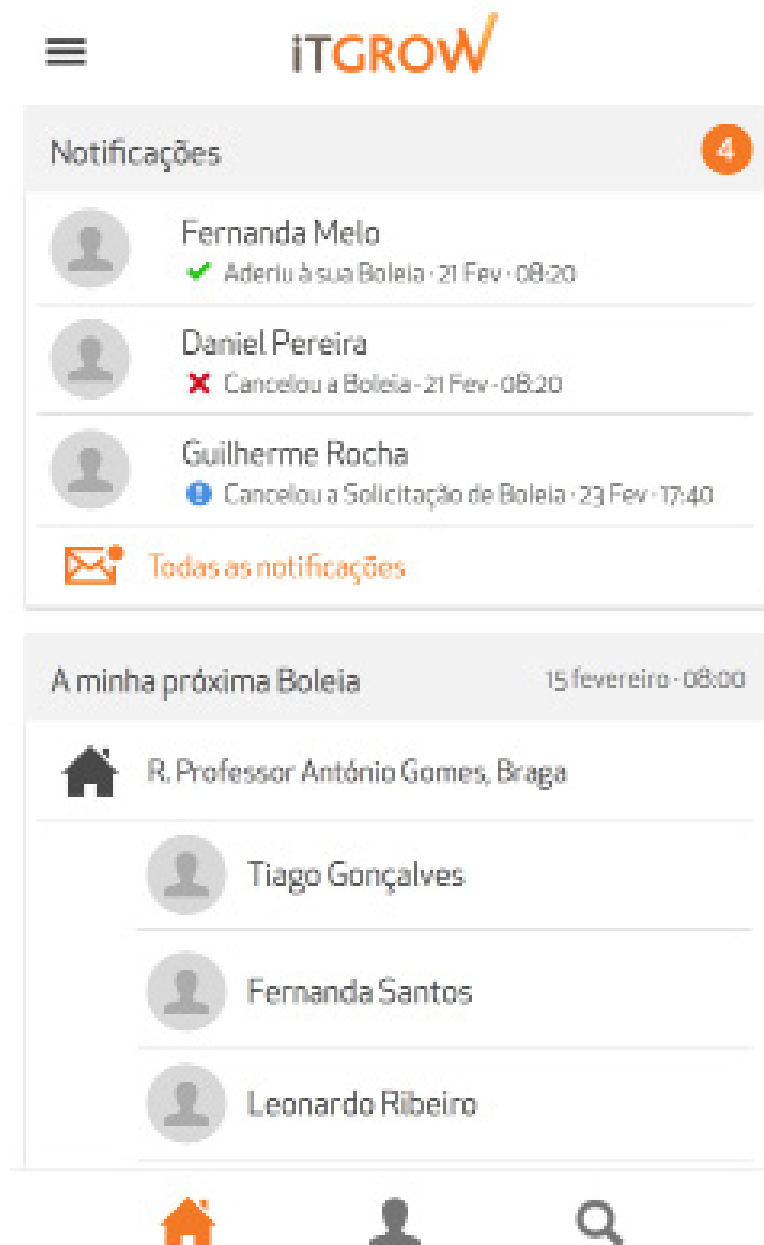 iTGROW
Notificações 4
Fernanda Melo
Aderiu à sua Boleia · 21 Fev · 08:20
Daniel Pereira
Cancelou a Boleia · 21 Fev · 08:20
Guilherme Rocha
Cancelou a Solicitação de Boleia · 23 Fev · 17:40
Todas as notificações
A minha próxima Boleia 15 fevereiro · 08:00
R. Professor António Gomes, Braga
Tiago Gonçalves
Fernanda Santos
Leonardo Ribeiro